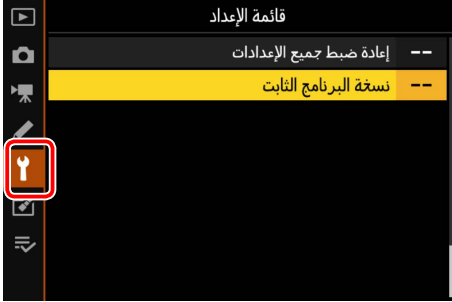 قائمة الإعداد
إعادة ضبط جميع الإعدادات --
نسخة البرنامج الثابت --